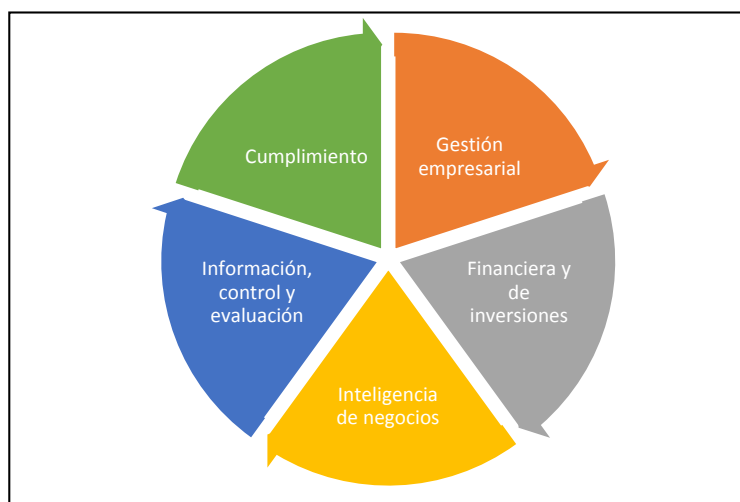 Cumplimiento
Gestión
empresarial
Información,
control y
evaluación
Financiera y
de
inversiones
Inteligencia
de negocios